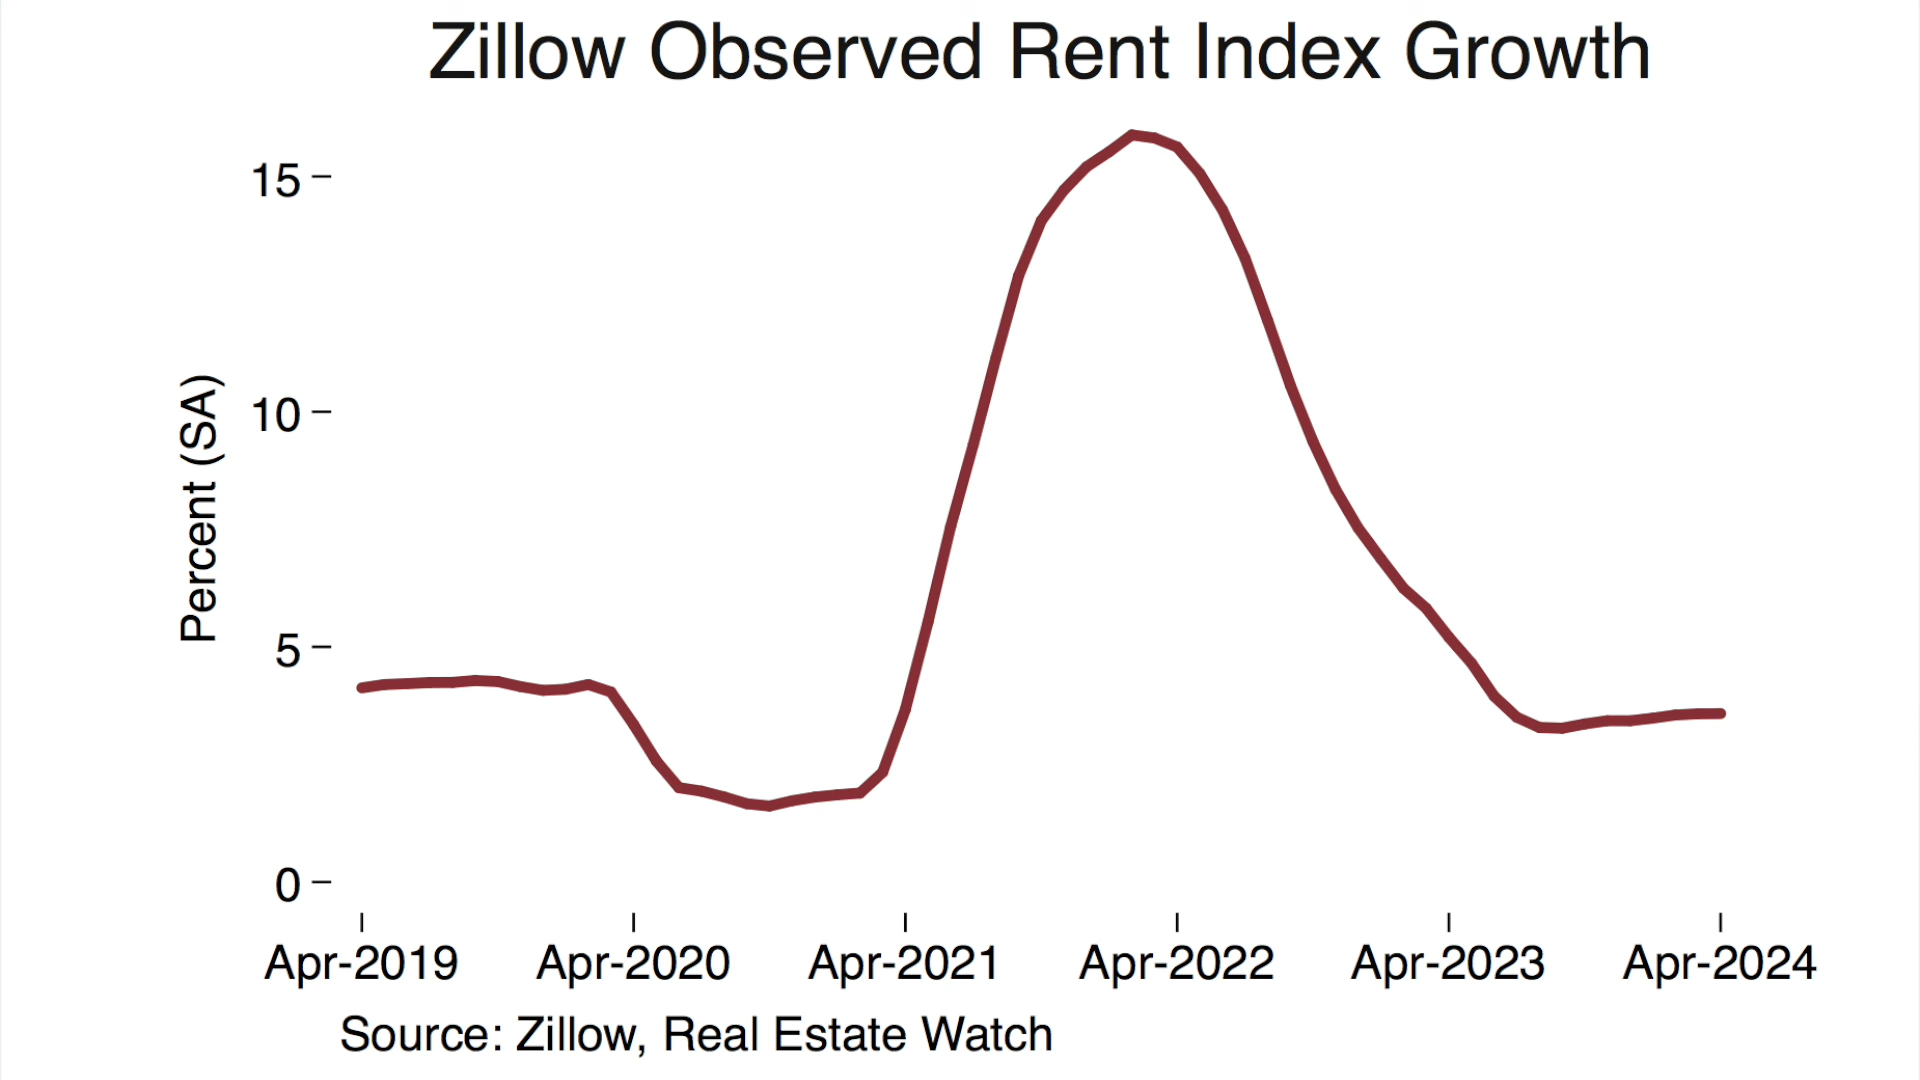 Zillow Observed Rent Index Growth
Percent (SA)
15
10
5
0
Apr-2019 Apr-2020 Apr-2021 Apr-2022 Apr-2023 Apr-2024
Source: Zillow, Real Estate Watch